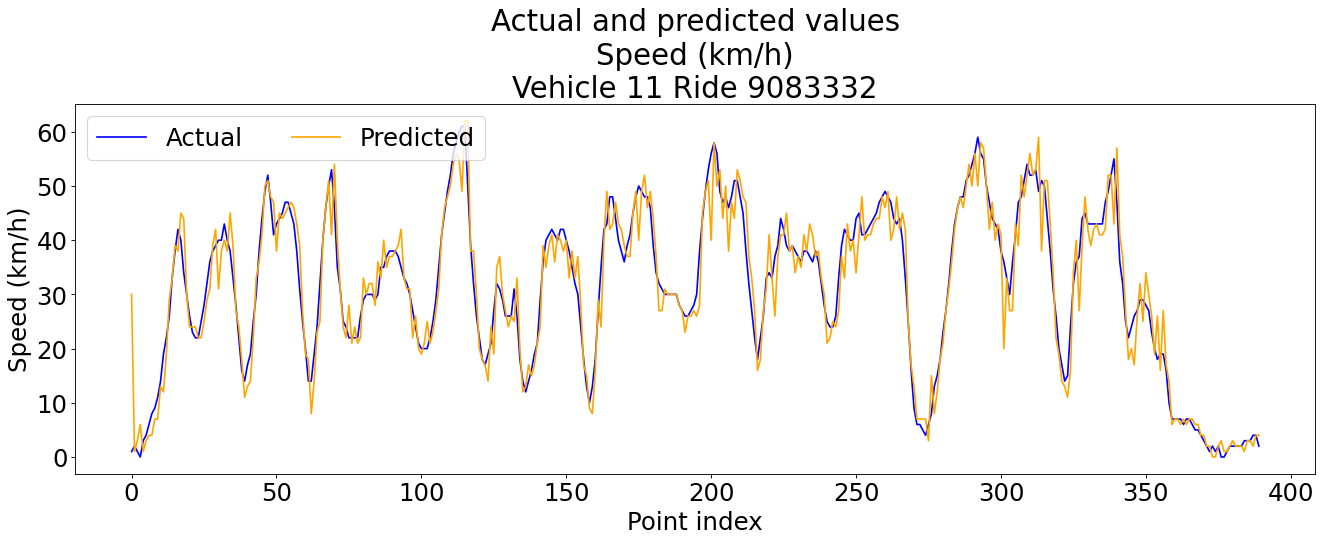 Actual and predicted values
Speed (km/h)
Vehicle 11 Ride 9083332
Actual Predicted
Speed (km/h)
60
50
40
30
20
10
0
0 50 100 150 200 250 300 350 400
Point index